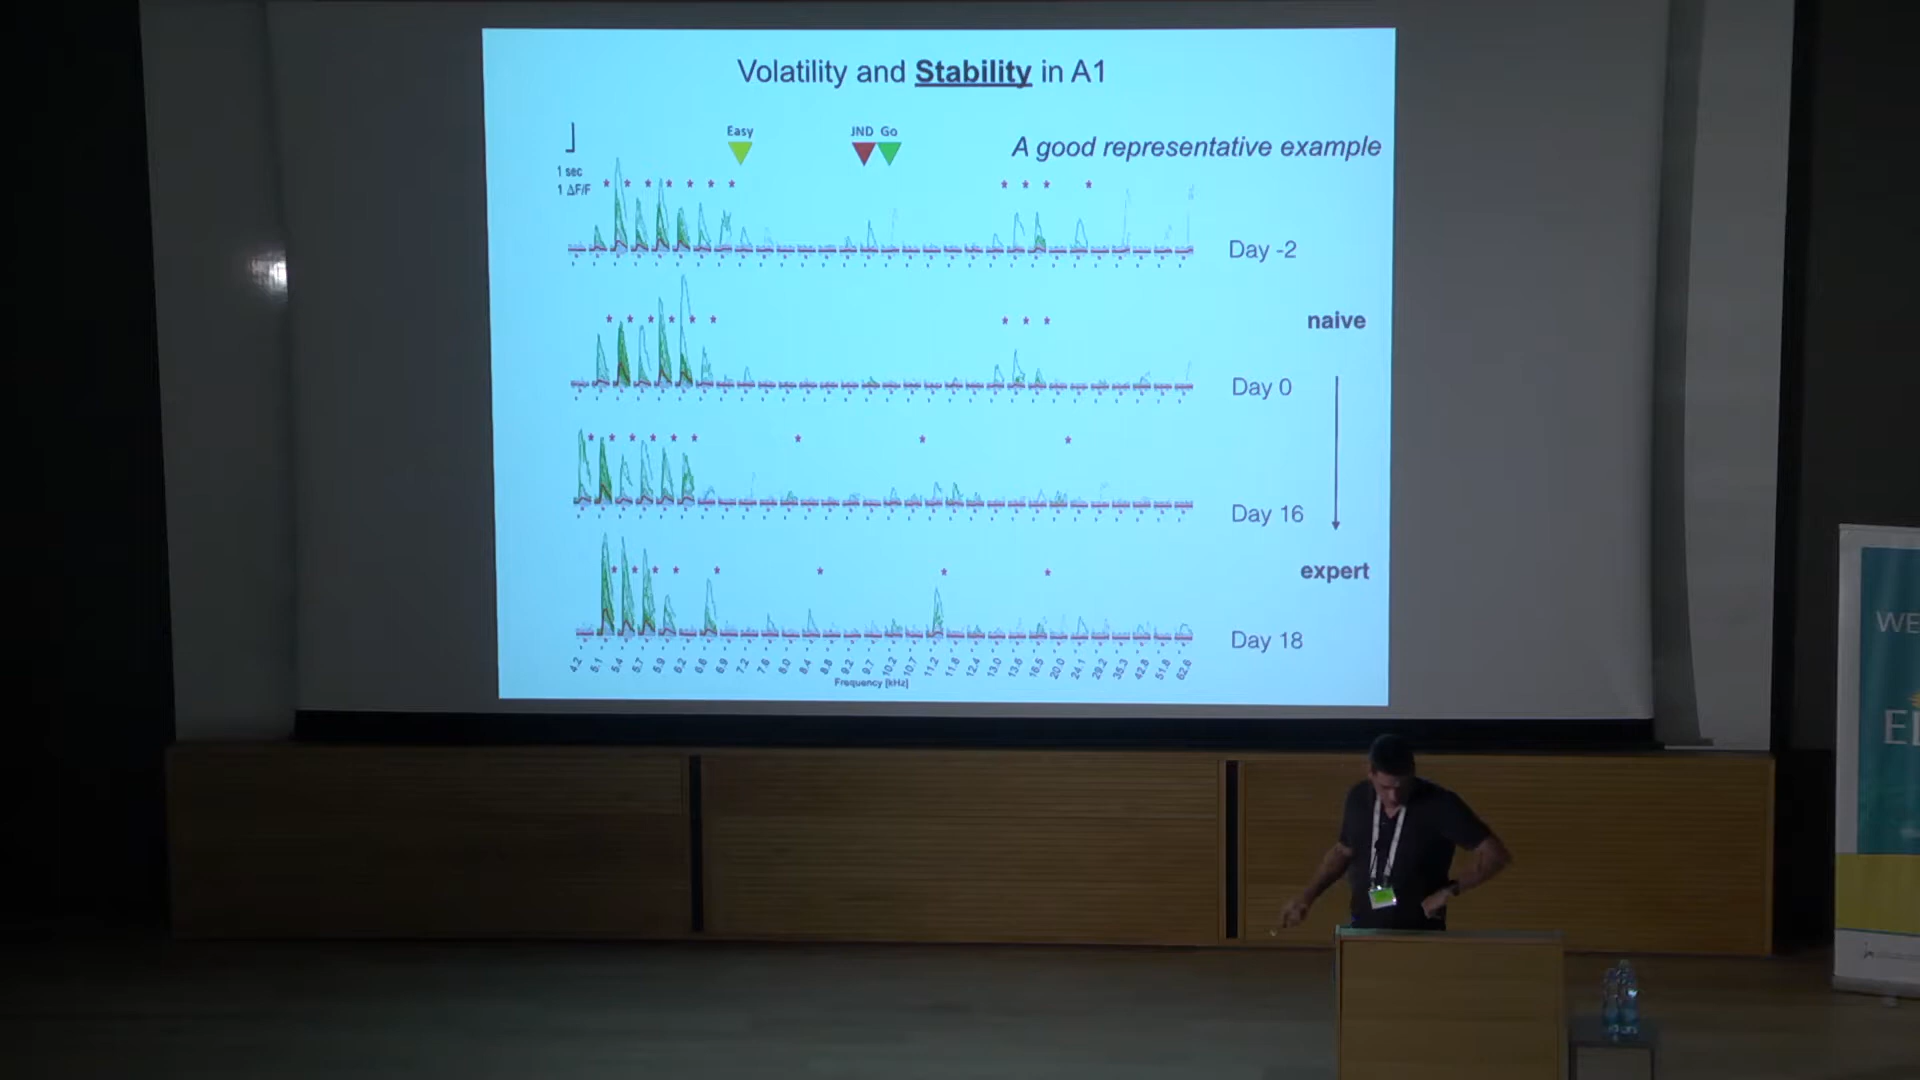 Volatility and Stability in A1
Easy
JND Go
A good representative example
1 sec
1 ΔF/F
Day -2
naive
Day 0
Day 16
expert
Day 18
4.2 5.1 5.4 5.7 5.9 6.2 6.6 6.9 7.2 7.6 8.0 8.4 8.8 9.2 9.7 10.2 10.7 11.2 11.8 12.4 13.0 13.6 16.5 20.0 24.1 29.2 35.3 42.8 51.8 62.6
Frequency [kHz]
WE